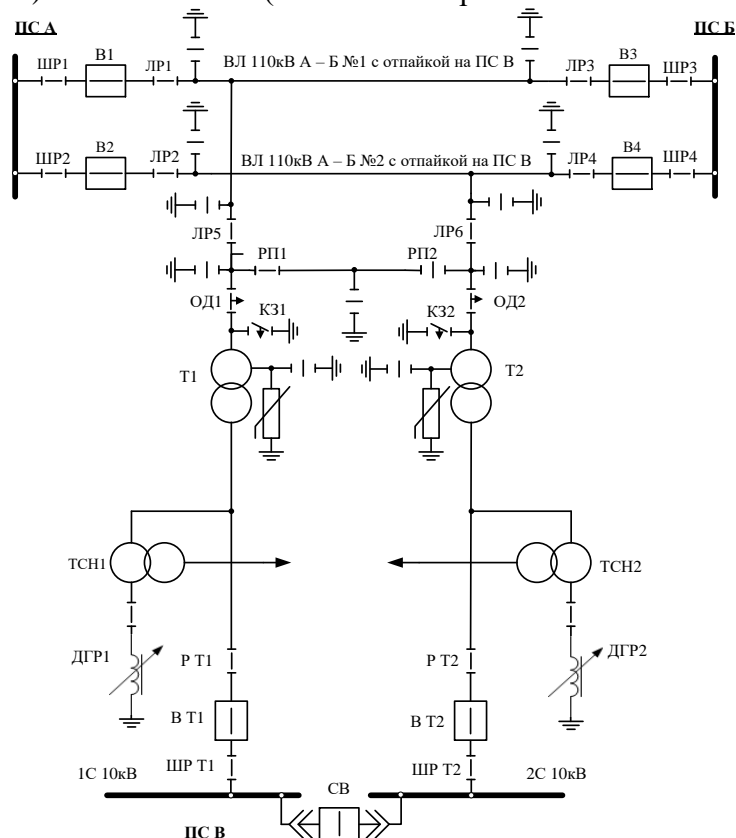 ПС А
ПС Б
ШР1
В1
ЛР1
ВЛ 110кВ А – Б №1 с отпайкой на ПС В
ЛР3
В3
ШР3
ШР2
В2
ЛР2
ВЛ 110кВ А – Б №2 с отпайкой на ПС В
ЛР4
В4
ШР4
ЛР5
ЛР6
РП1
РП2
ОД1
КЗ1
КЗ2
ОД2
Т1
Т2
ТСН1
ТСН2
ДГР1
Р Т1
Р Т2
ДГР2
В Т1
В Т2
ШР Т1
ШР Т2
1С 10кВ
СВ
2С 10кВ
ПС В